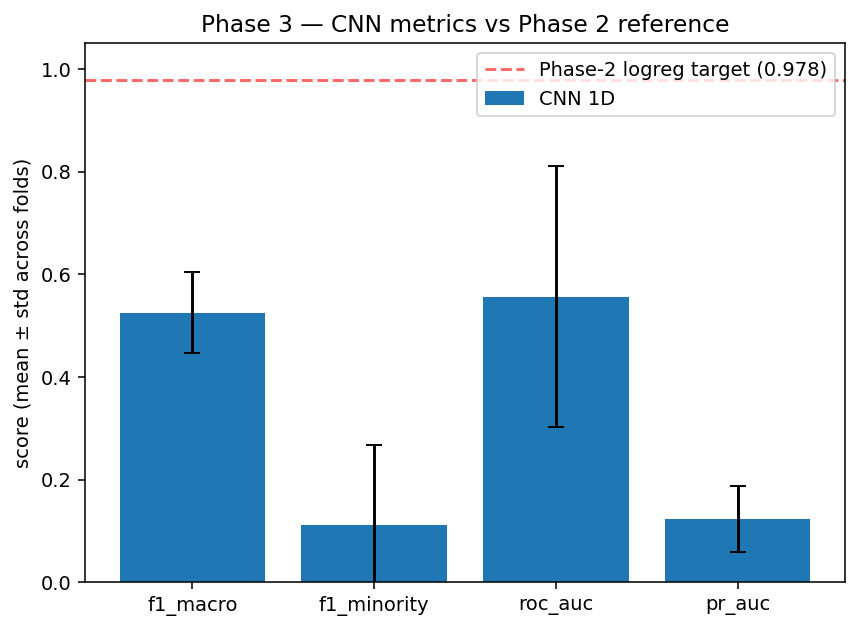 Phase 3 — CNN metrics vs Phase 2 reference
Phase-2 logreg target (0.978)
CNN 1D
score (mean ± std across folds)
1.0
0.8
0.6
0.4
0.2
0.0
f1_macro
f1_minority
roc_auc
pr_auc